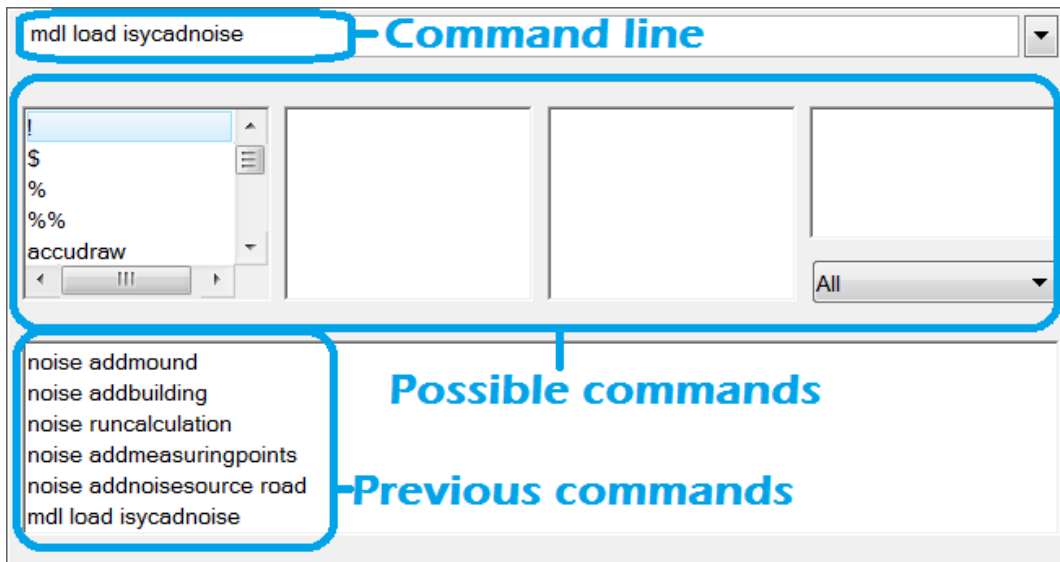 mdl load isycadnoise
Command line
!
$
%
%%
accudraw
All
Possible commands
noise addmound
noise addbuilding
noise runcalculation
noise addmeasuringpoints
noise addnoisesource road
mdl load isycadnoise
Previous commands